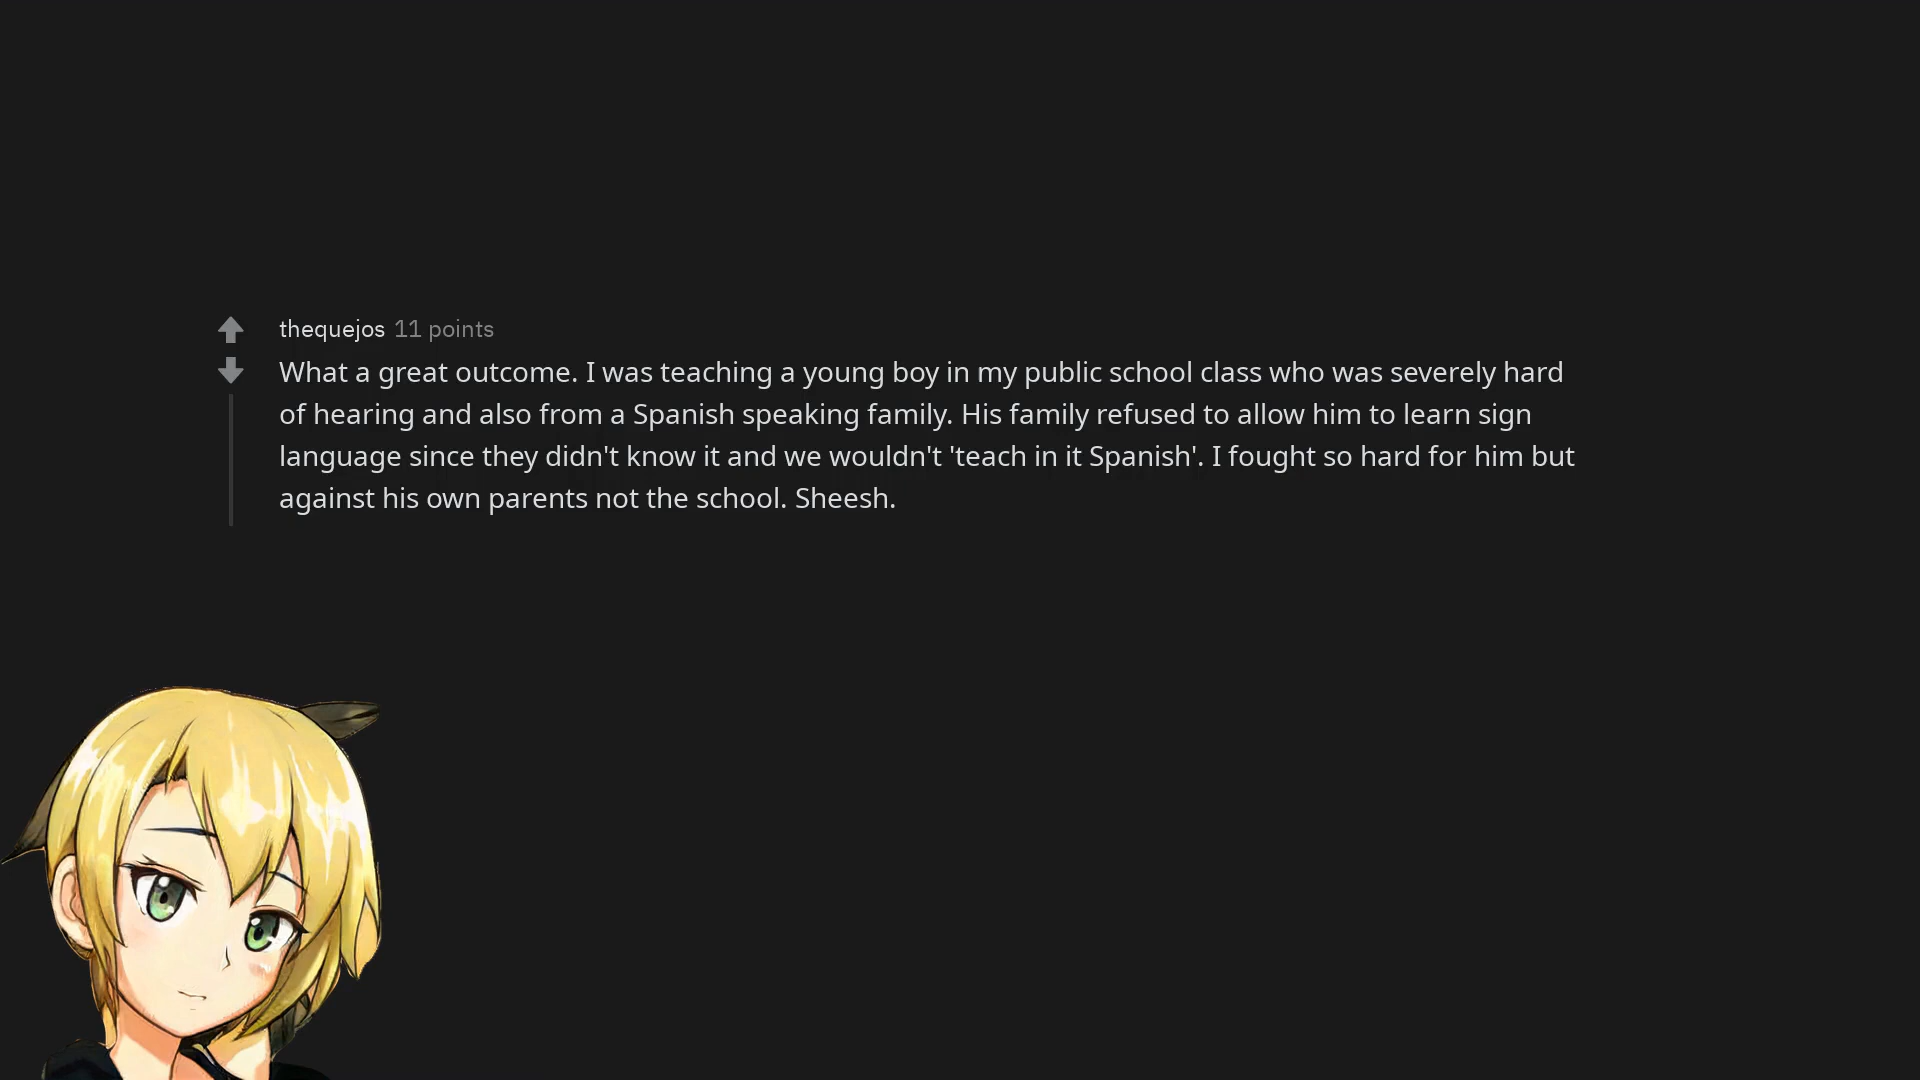 thequejos 11 points
What a great outcome. I was teaching a young boy in my public school class who was severely hard
of hearing and also from a Spanish speaking family. His family refused to allow him to learn sign
language since they didn't know it and we wouldn't 'teach in it Spanish'. I fought so hard for him but
against his own parents not the school. Sheesh.